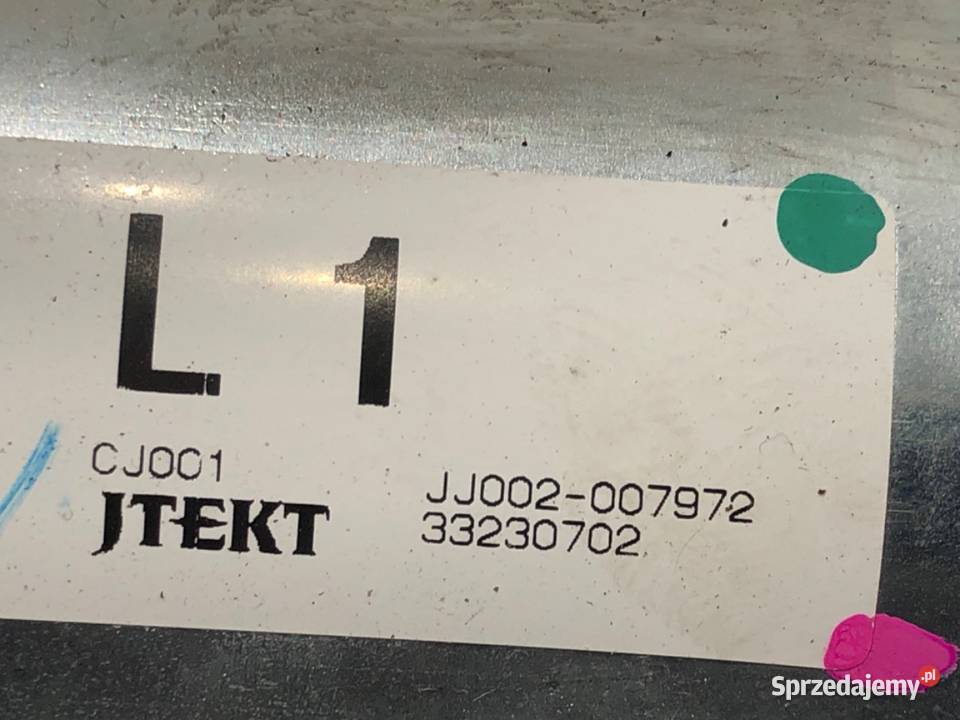 L 1
CJ001
JTEKT
JJ002-007972
33230702
Sprzedajemy.pl